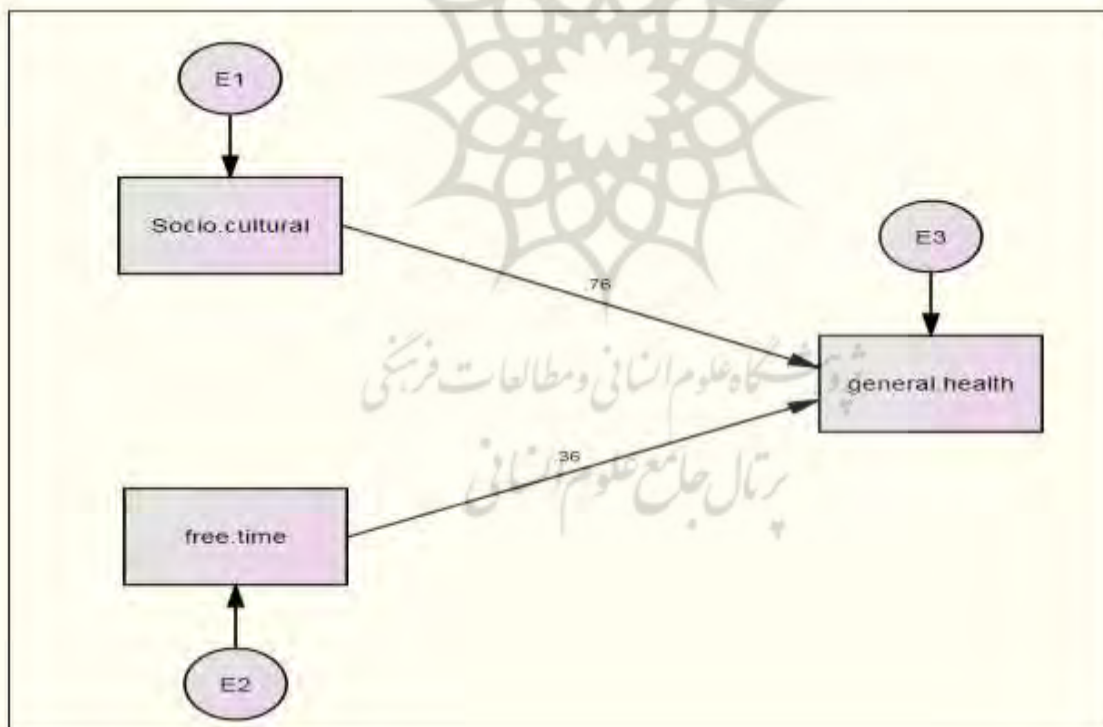 E1
Socio.cultural
E3
.76
general.health
پژوهشگاه علوم انسانی و مطالعات فرہنگی
.36
پرتال جامع علوم انسانی
free.time
E2